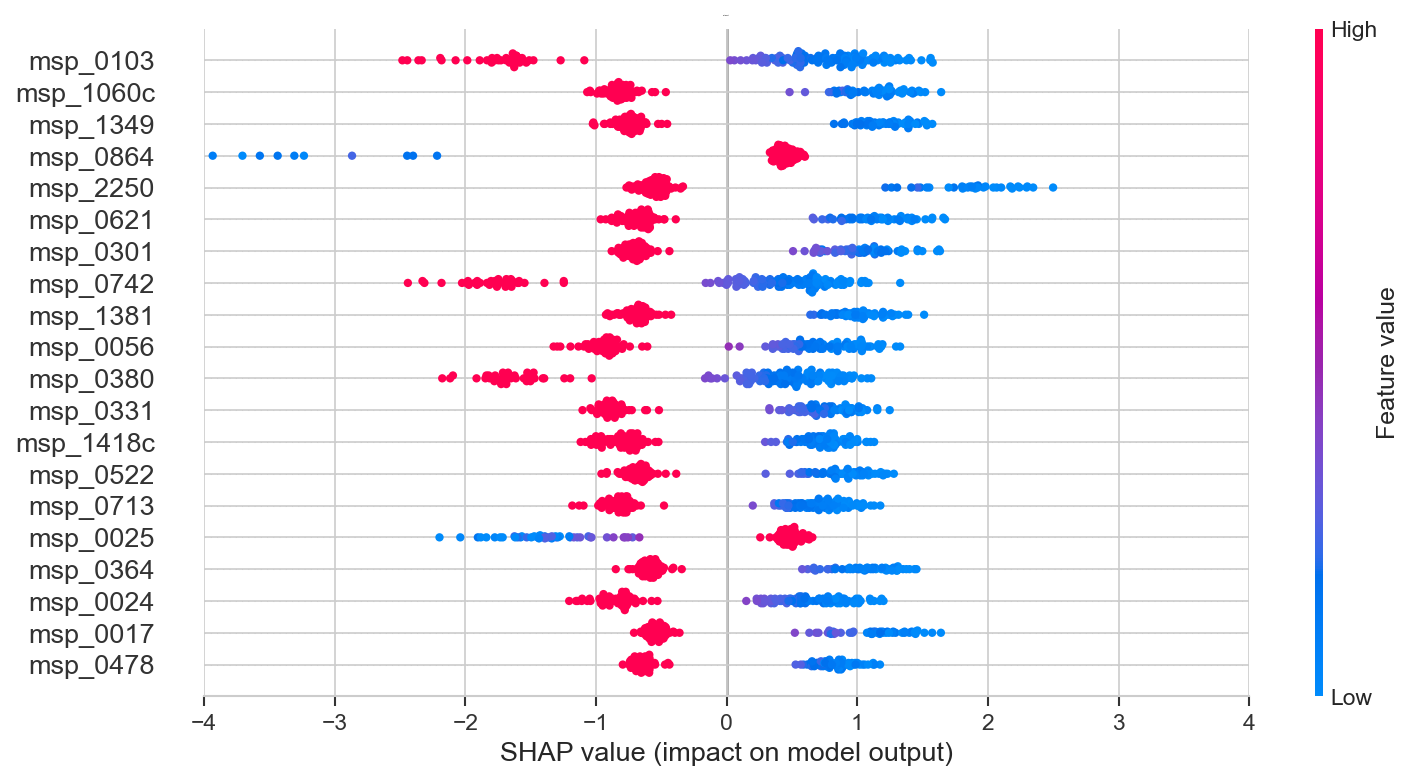 High
msp_0103
msp_1060c
msp_1349
msp_0864
msp_2250
msp_0621
msp_0301
msp_0742
msp_1381
msp_0056
msp_0380
msp_0331
msp_1418c
msp_0522
msp_0713
msp_0025
msp_0364
msp_0024
msp_0017
msp_0478
Feature value
Low
−4 −3 −2 −1 0 1 2 3 4
SHAP value (impact on model output)